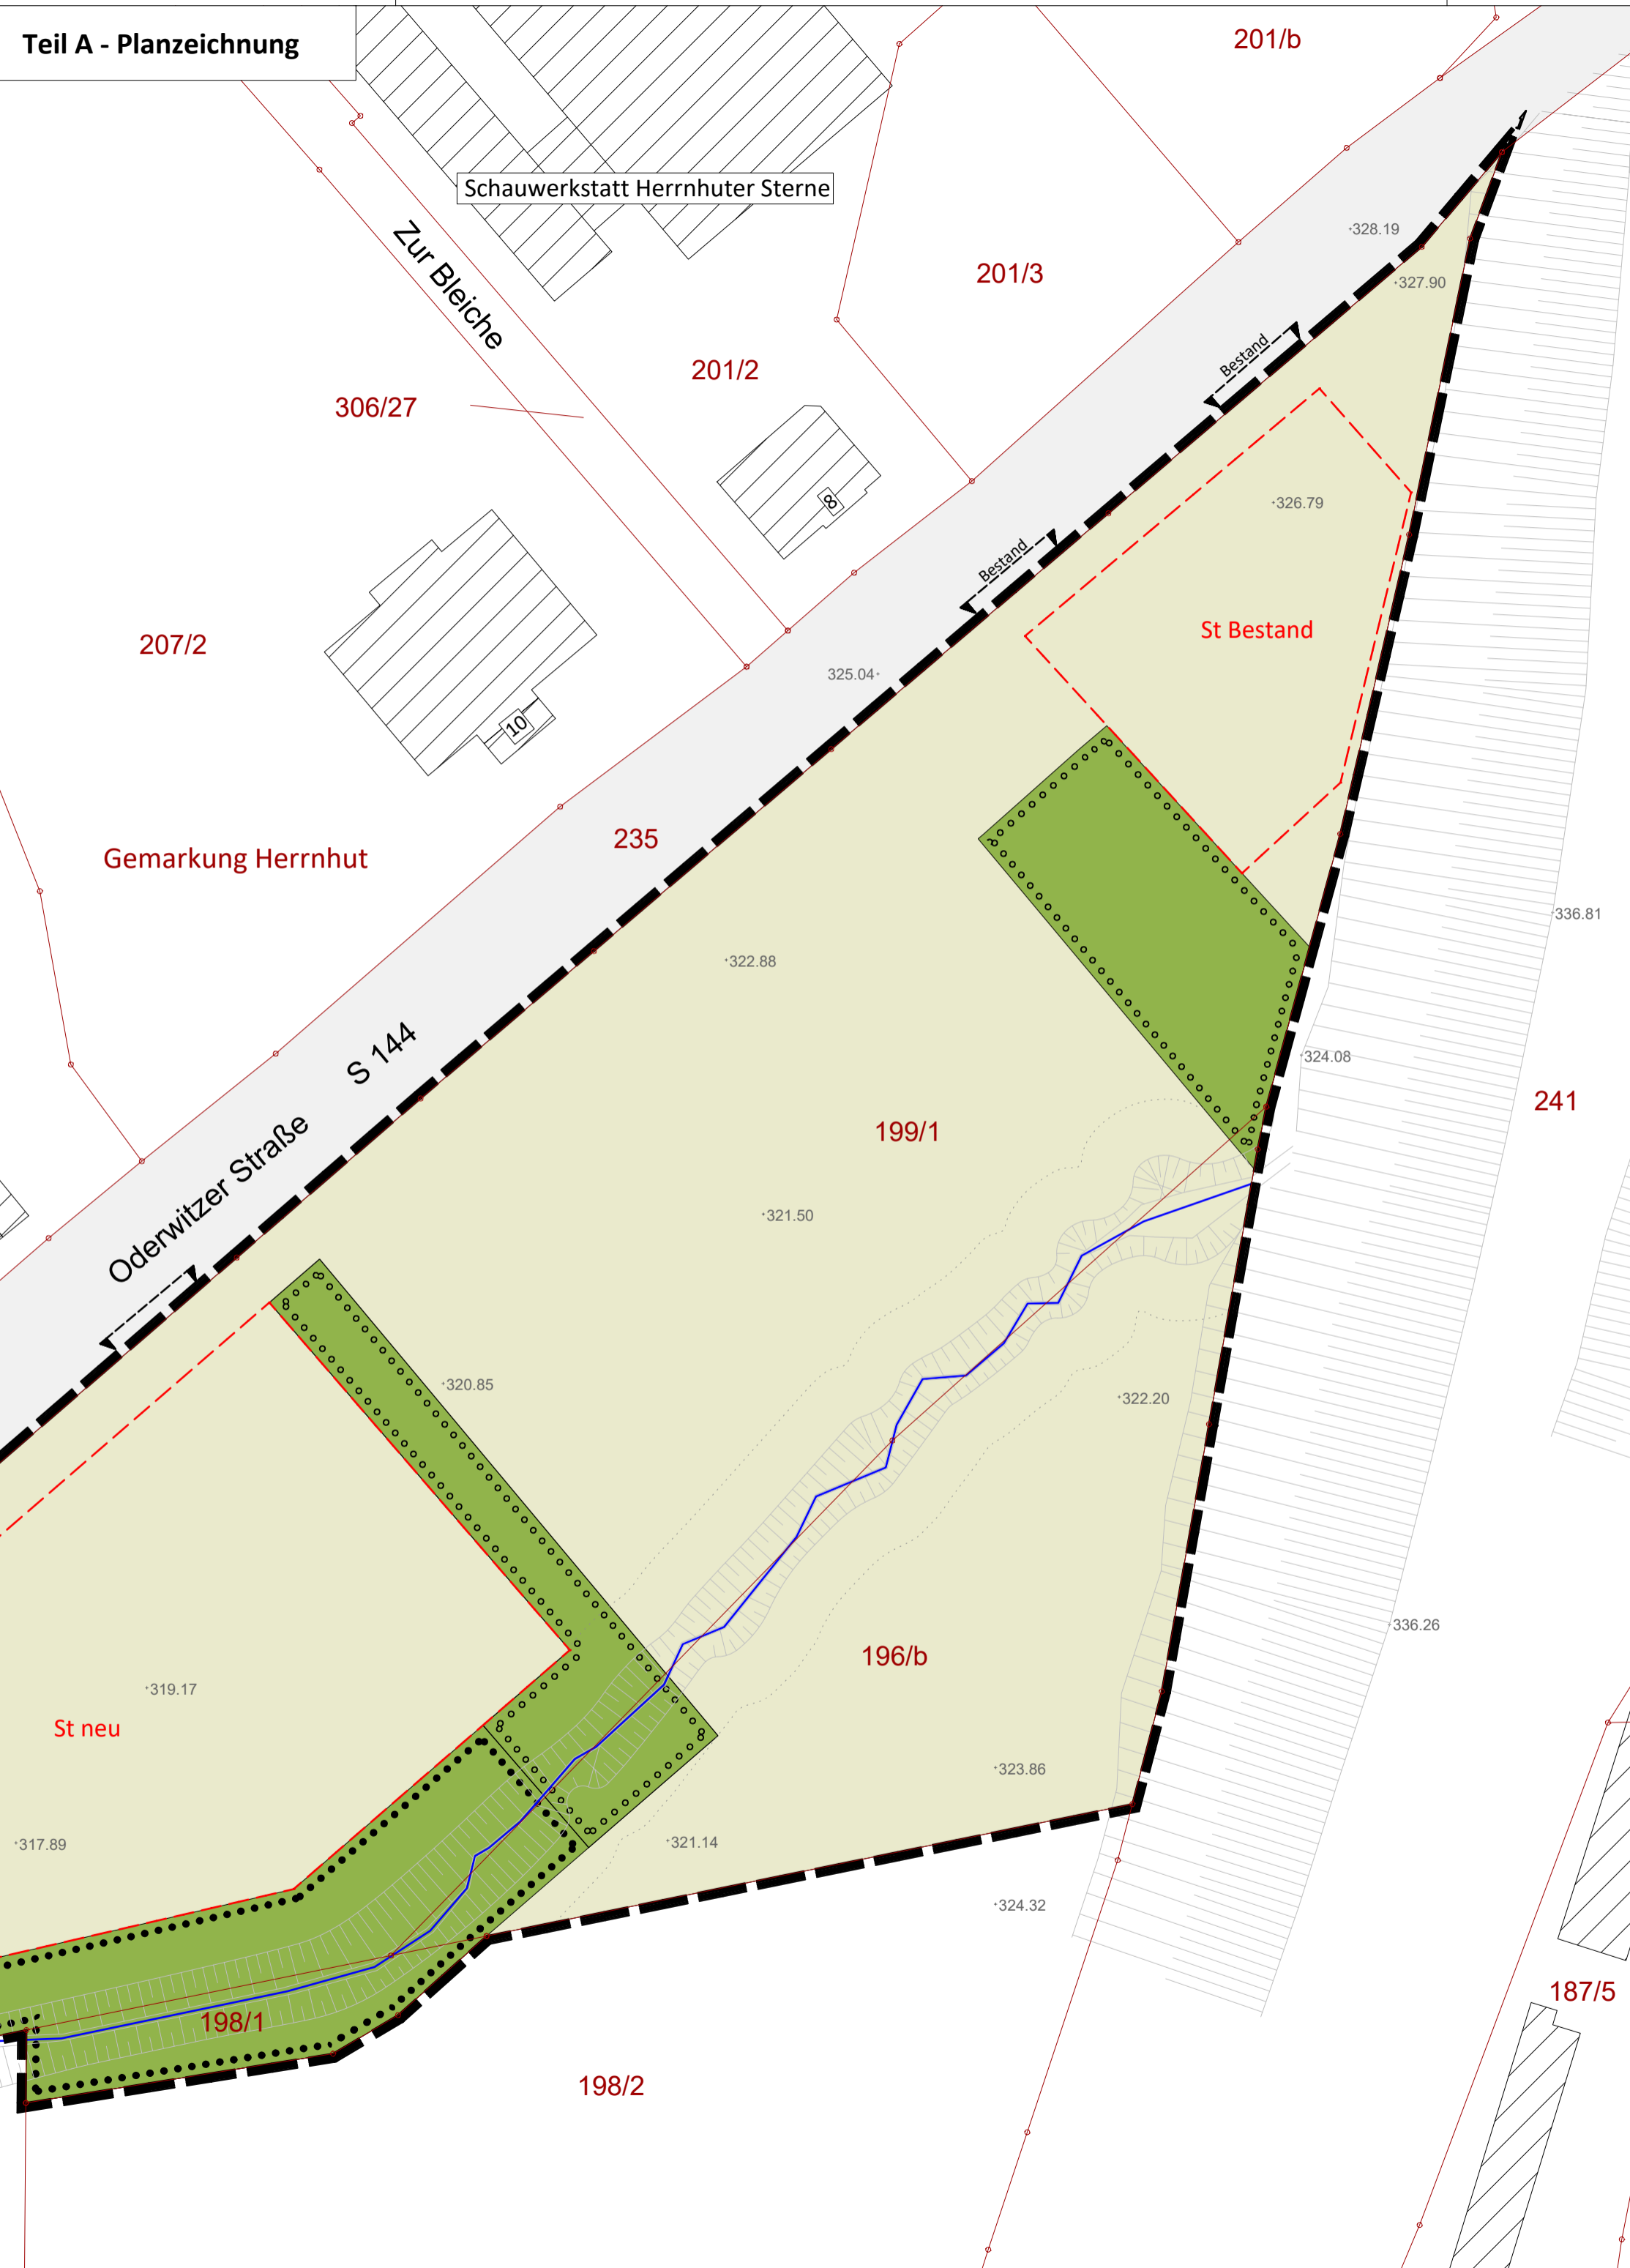 Teil A - Planzeichnung
201/b
Schauwerkstatt Herrnhuter Sterne
328.19
Zur Bleiche
201/3
327.90
Bestand
201/2
306/27
8
326.79
Bestand
St Bestand
207/2
325.04
10
235
Gemarkung Herrnhut
336.81
322.88
S 144
324.08
241
199/1
Oderwitzer Straße
321.50
320.85
322.20
336.26
196/b
319.17
St neu
323.86
321.14
317.89
324.32
187/5
198/1
198/2